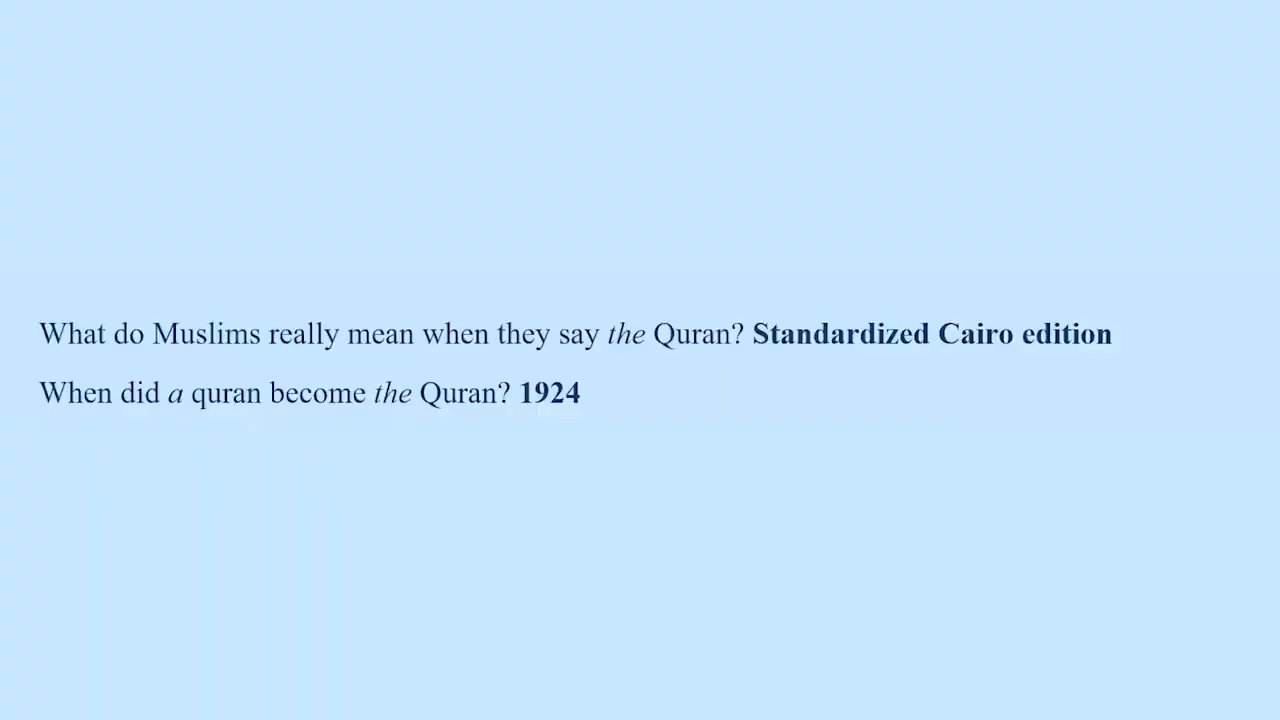 What do Muslims really mean when they say the Quran? Standardized Cairo edition
When did a quran become the Quran? 1924